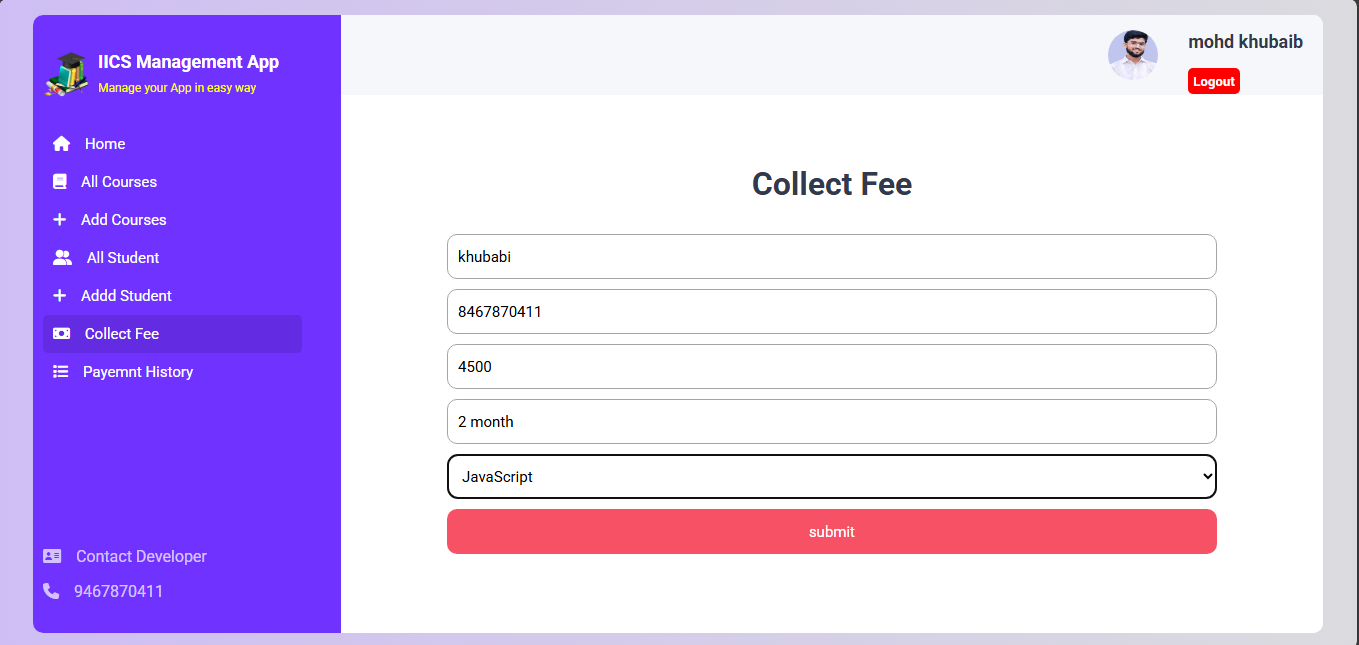 IICS Management App
Manage your App in easy way
Home
All Courses
Add Courses
All Student
Addd Student
Collect Fee
Payemnt History
Contact Developer
9467870411
mohd khubaib
Logout
Collect Fee
khubabi
8467870411
4500
2 month
JavaScript
submit